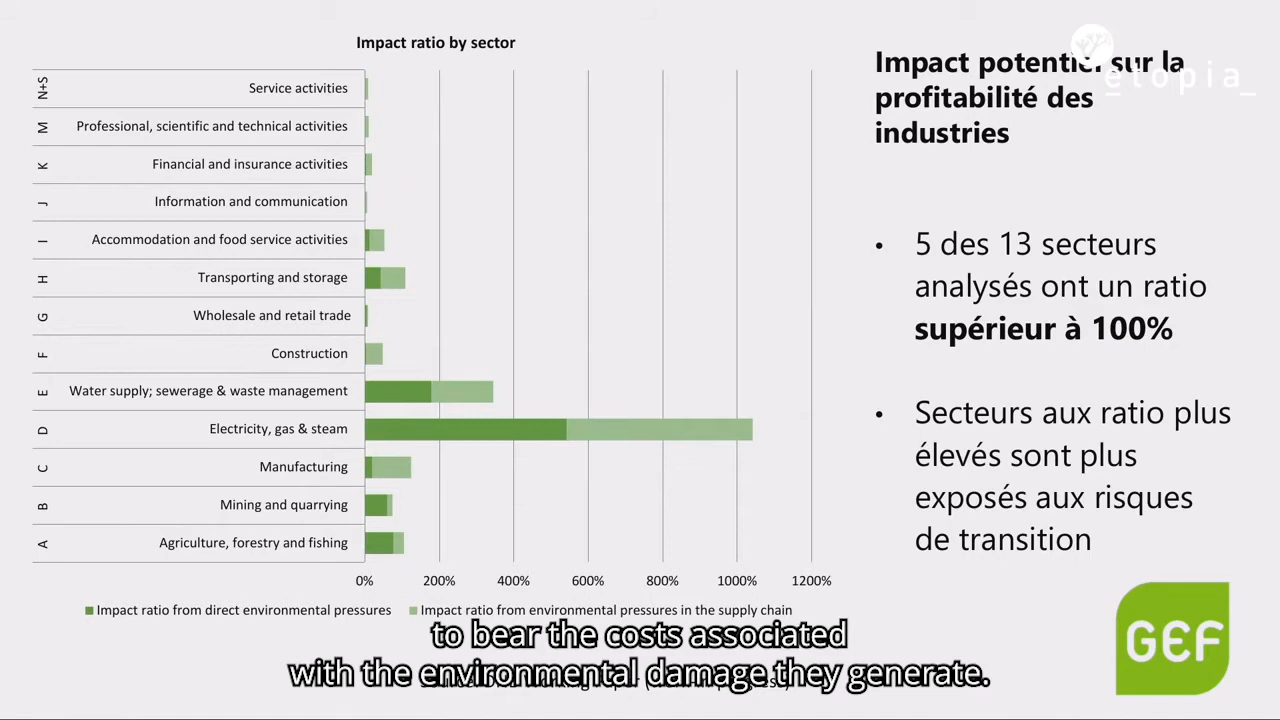 Impact ratio by sector
N+S Service activities
M Professional, scientific and technical activities
K Financial and insurance activities
J Information and communication
I Accommodation and food service activities
H Transporting and storage
G Wholesale and retail trade
F Construction
E Water supply; sewerage & waste management
D Electricity, gas & steam
C Manufacturing
B Mining and quarrying
A Agriculture, forestry and fishing
0% 200% 400% 600% 800% 1000% 1200%
Impact ratio from direct environmental pressures Impact ratio from environmental pressures in the supply chain
etopia_
Impact potentiel sur la
profitabilité des
industries
• 5 des 13 secteurs
analysés ont un ratio
supérieur à 100%
• Secteurs aux ratio plus
élevés sont plus
exposés aux risques
de transition
GEF
to bear the costs associated
with the environmental damage they generate.